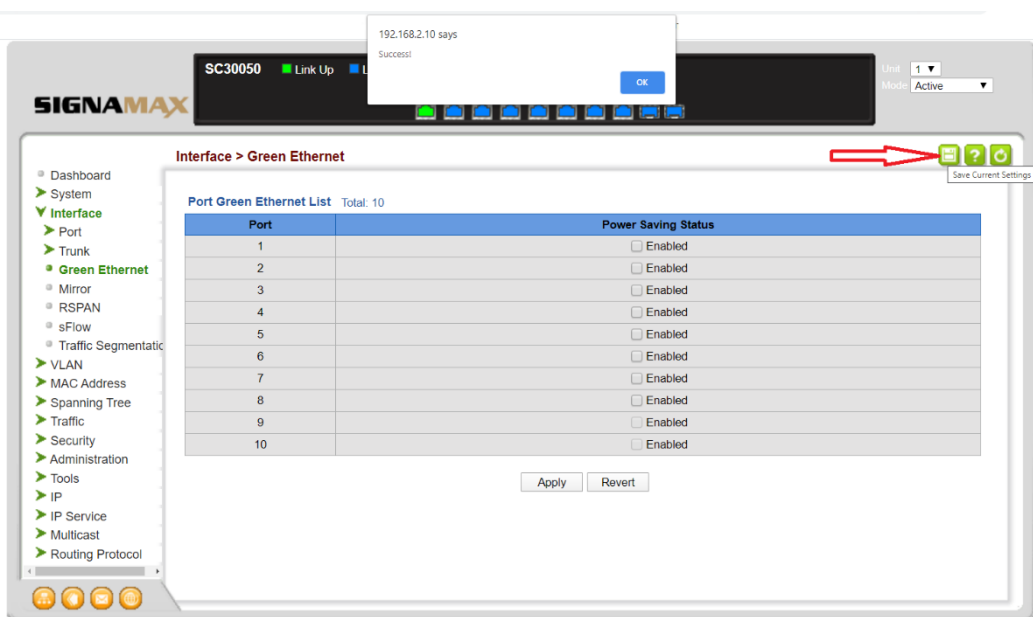 192.168.2.10 says
Success!
OK
SC30050 Link Up L
Unit 1
Mode Active
SIGNAMAX
Interface > Green Ethernet
Save Current Settings
Dashboard
System
Interface
Port
Trunk
Green Ethernet
Mirror
RSPAN
sFlow
Traffic Segmentatic
VLAN
MAC Address
Spanning Tree
Traffic
Security
Administration
Tools
IP
IP Service
Multicast
Routing Protocol
Port Green Ethernet List Total: 10
Port Power Saving Status
1 Enabled
2 Enabled
3 Enabled
4 Enabled
5 Enabled
6 Enabled
7 Enabled
8 Enabled
9 Enabled
10 Enabled
Apply Revert